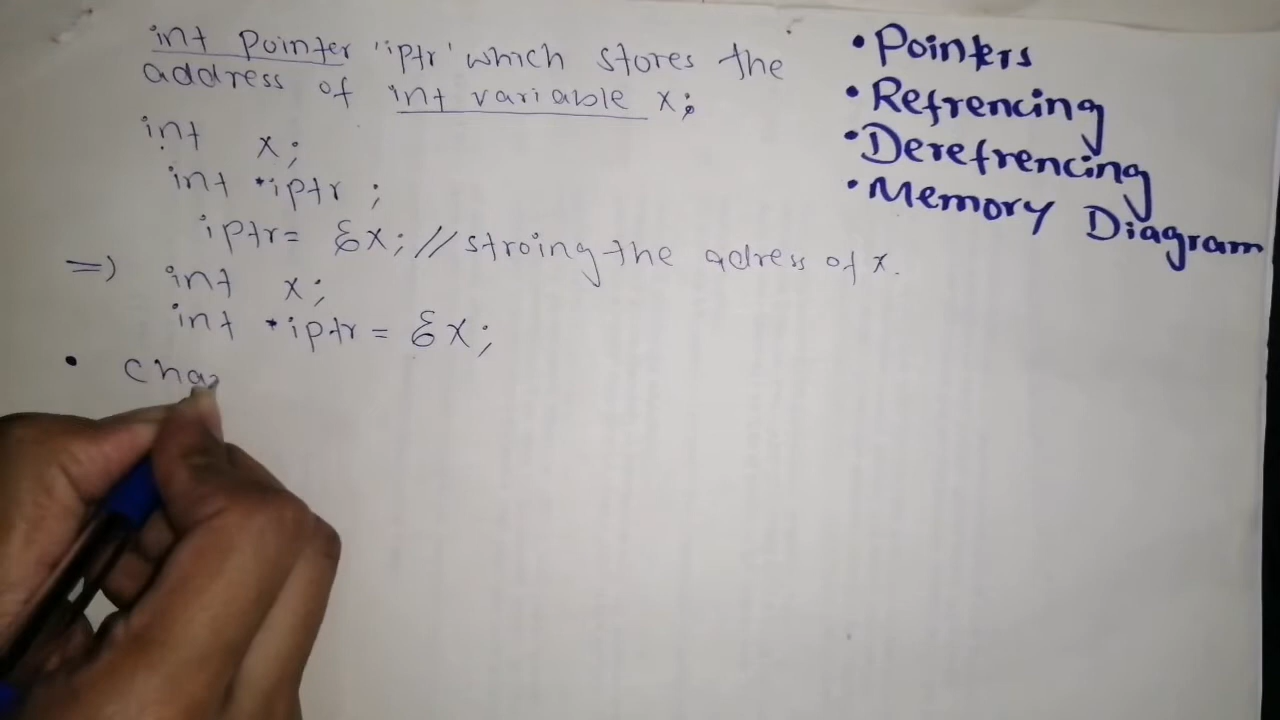 int pointer 'iptr' which stores the
address of int variable x;
int x;
int *iptr ;
iptr= &x; // stroing the adress of x.
=> int x;
int *iptr = &x;
• cha
• Pointers
• Refrencing
• Derefrencing
• Memory Diagram